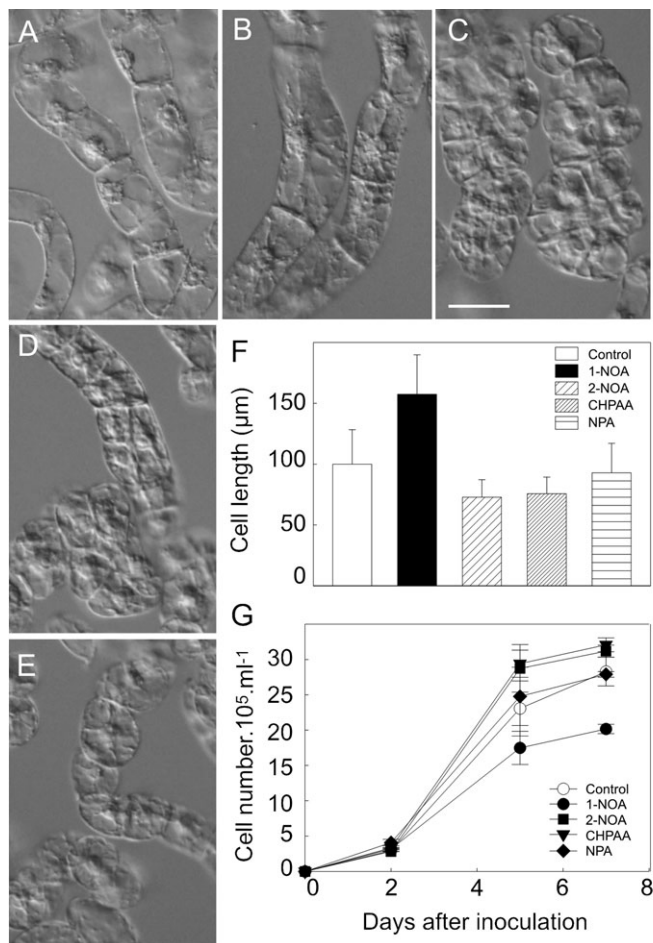 A
B
C
D
E
F
Cell length (µm)
150
100
50
0
Control
1-NOA
2-NOA
CHPAA
NPA
G
Cell number.10⁵.ml⁻¹
30
25
20
15
10
5
0
0 2 4 6 8
Days after inoculation
Control
1-NOA
2-NOA
CHPAA
NPA